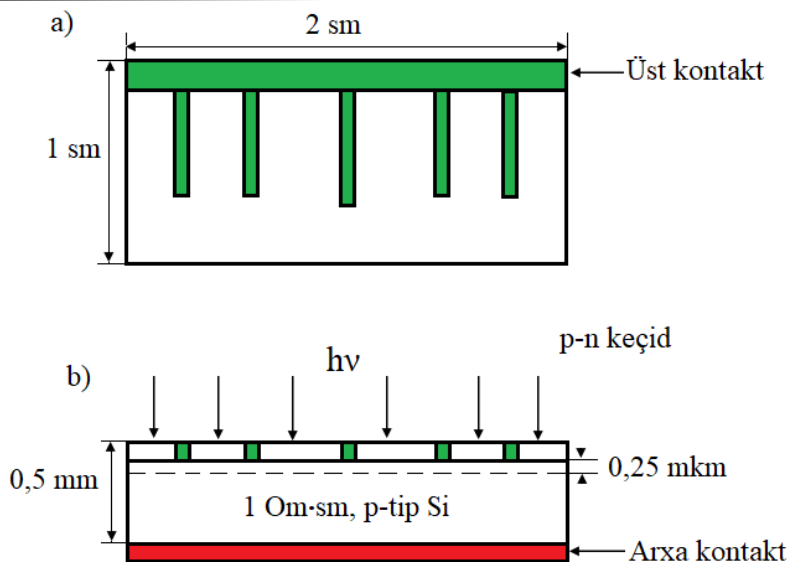 a)
2 sm
Üst kontakt
1 sm
p-n keçid
hν
b)
0,5 mm
0,25 mkm
1 Om·sm, p-tip Si
Arxa kontakt